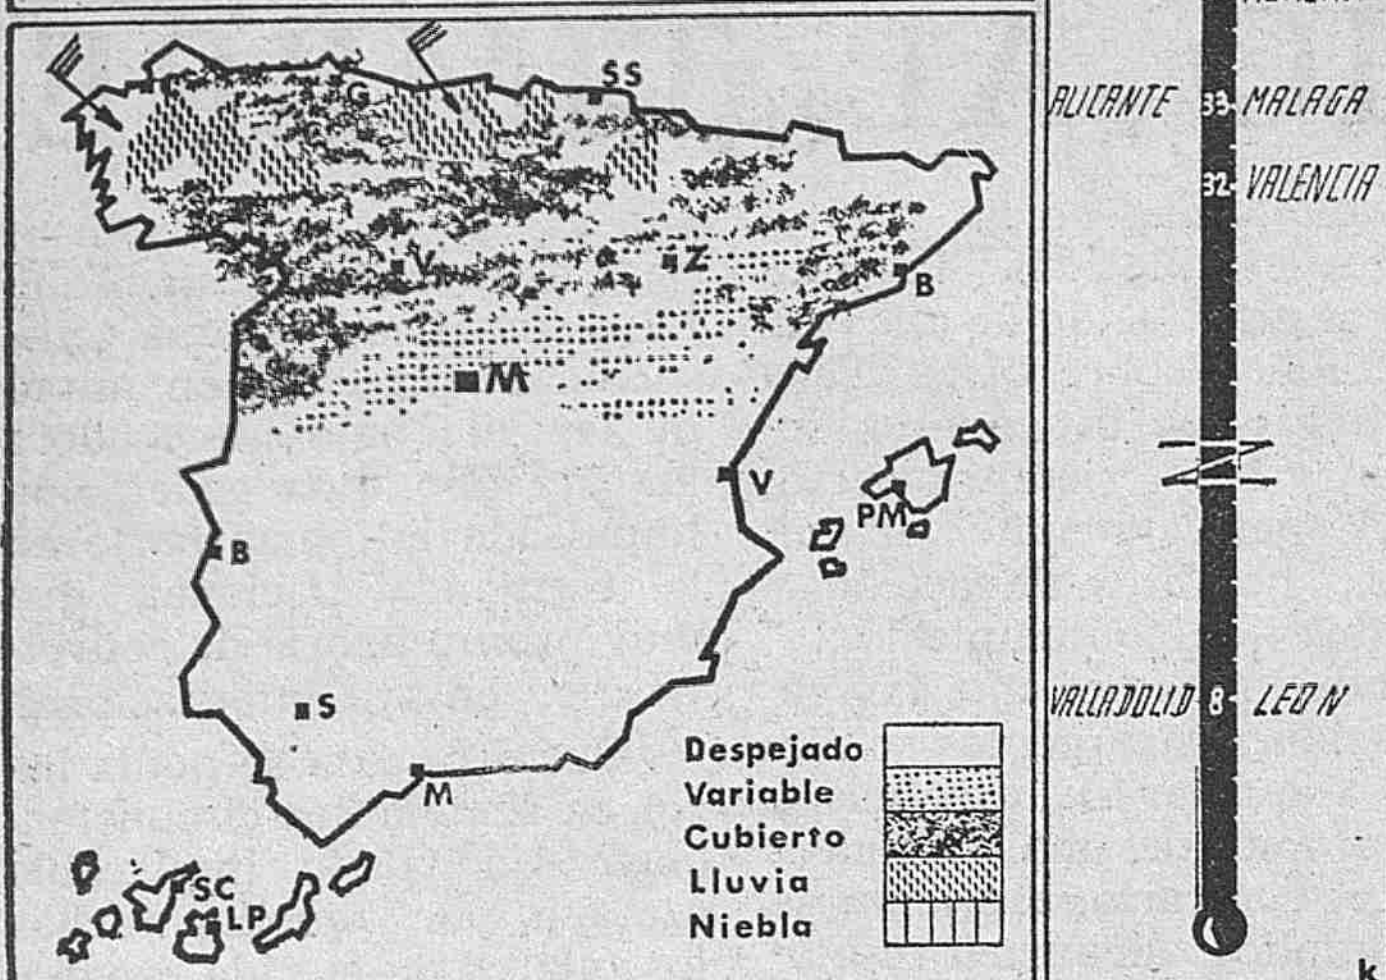 G
SS
V
Z
B
M
V
PM
B
S
M
SC
LP
Despejado
Variable
Cubierto
Lluvia
Niebla
ALICANTE 33 MALAGA
32 VALENCIA
VALLADOLID 8 LEON
k